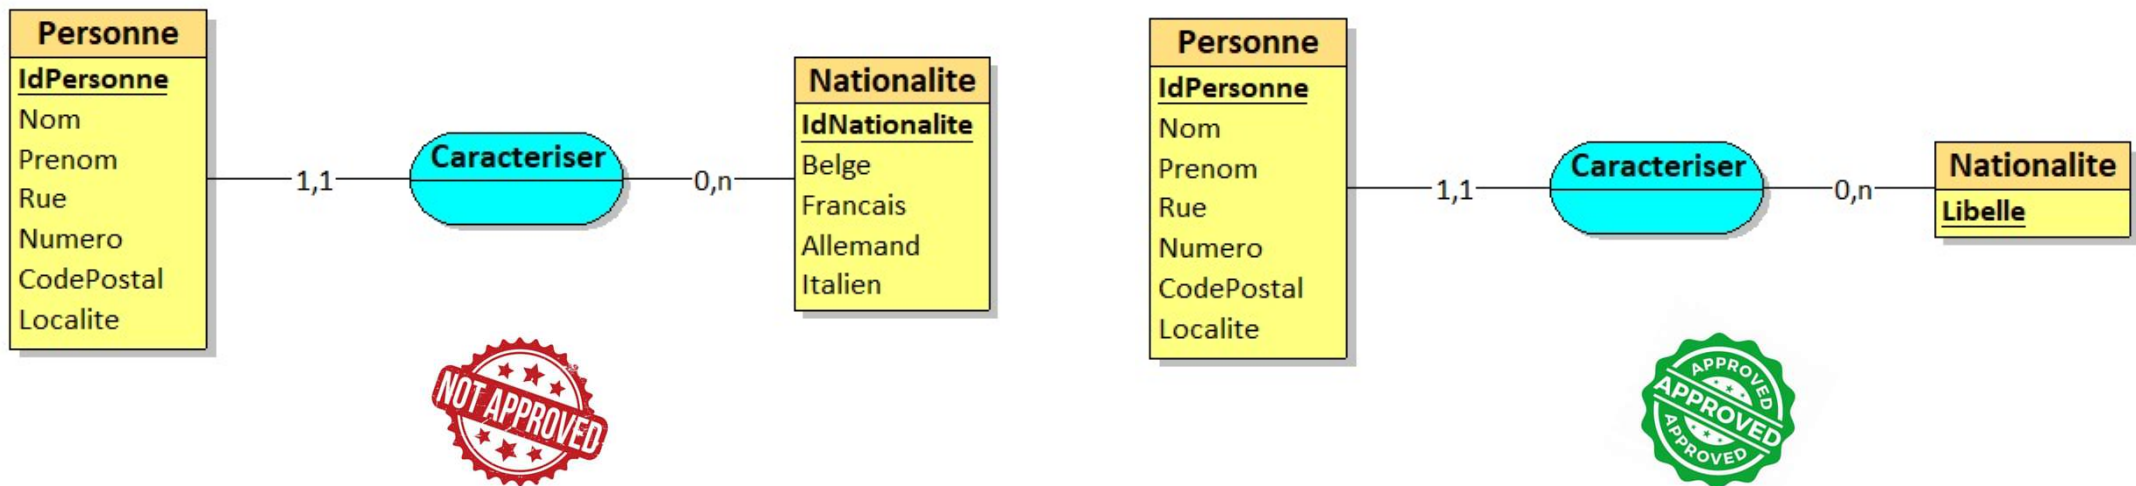 Personne
IdPersonne
Nom
Prenom
Rue
Numero
CodePostal
Localite
1,1
Caracteriser
0,n
Nationalite
IdNationalite
Belge
Francais
Allemand
Italien
NOT APPROVED
Personne
IdPersonne
Nom
Prenom
Rue
Numero
CodePostal
Localite
1,1
Caracteriser
0,n
Nationalite
Libelle
APPROVED
APPROVED
APPROVED